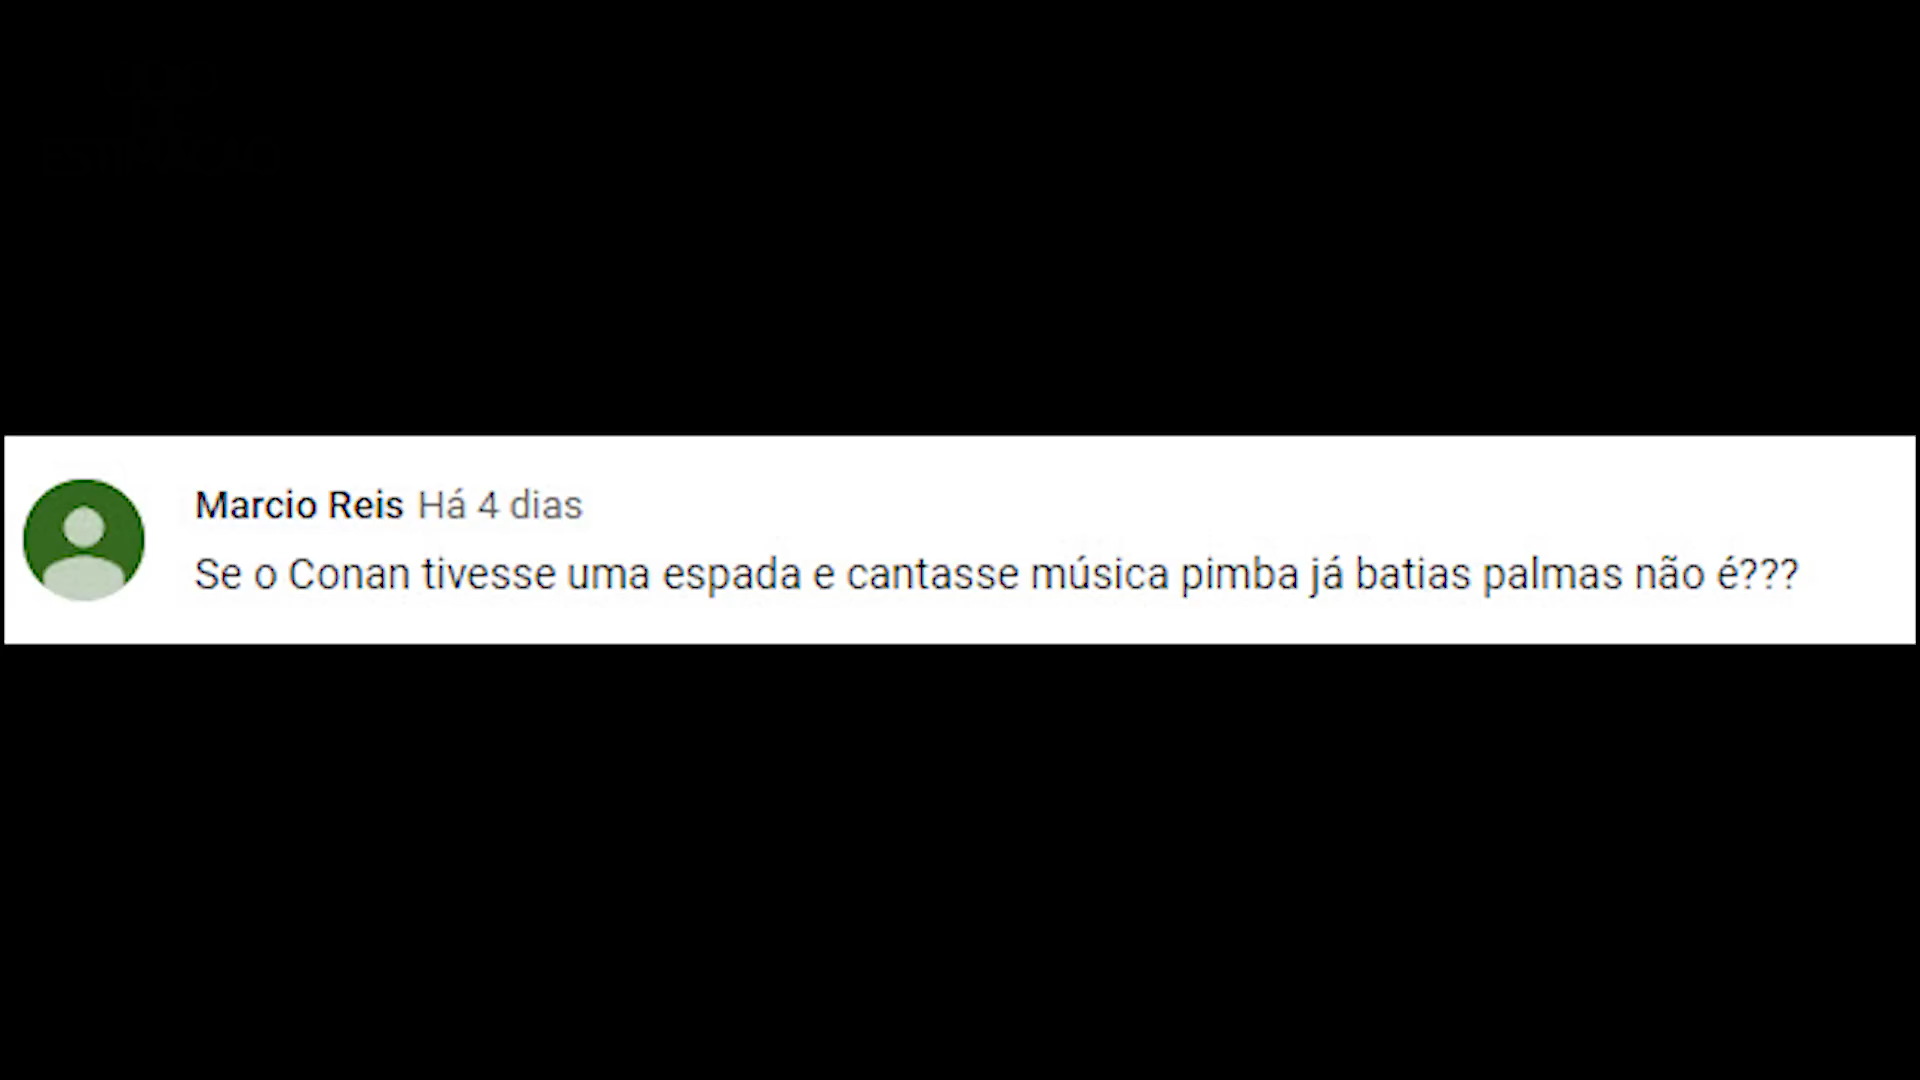 Marcio Reis Há 4 dias
Se o Conan tivesse uma espada e cantasse música pimba já batias palmas não é???